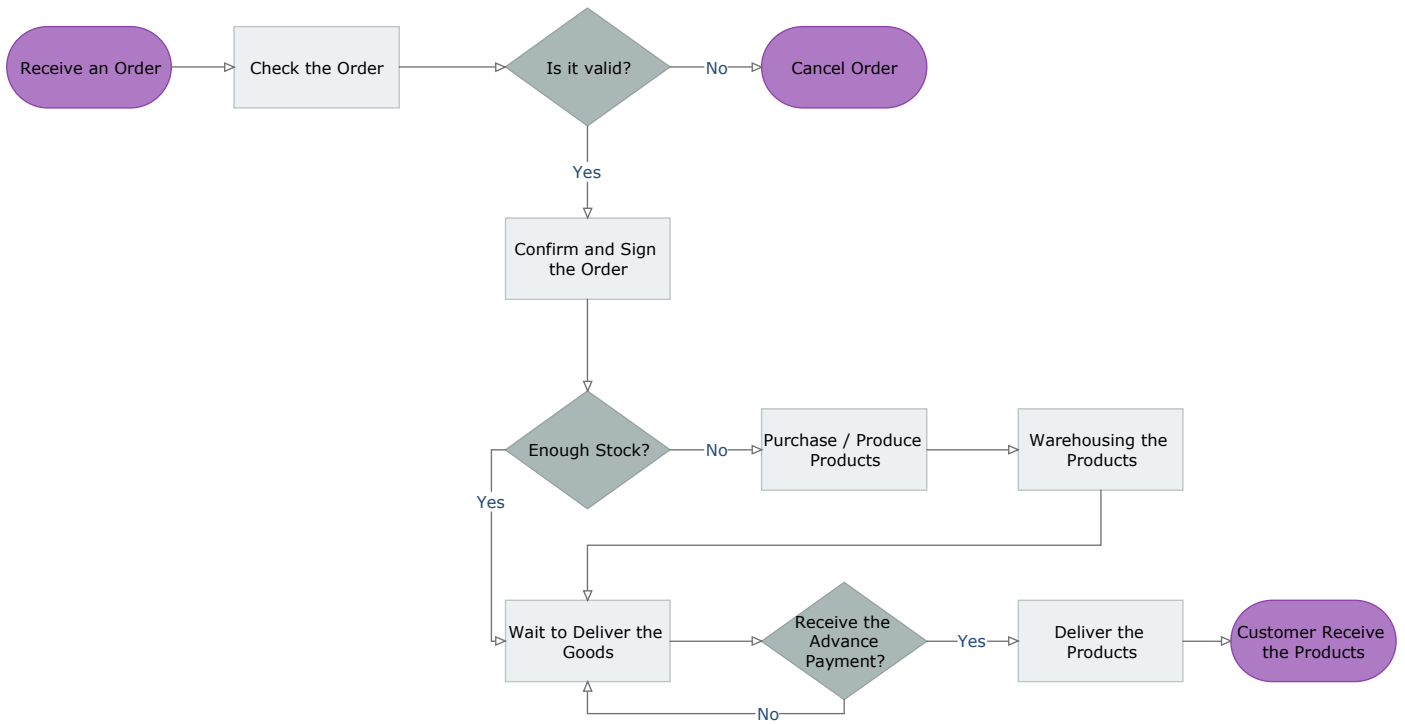 Receive an Order
Check the Order
Is it valid?
No
Cancel Order
Yes
Confirm and Sign
the Order
Enough Stock?
No
Purchase / Produce
Products
Warehousing the
Products
Yes
Wait to Deliver the
Goods
Receive the
Advance
Payment?
Yes
Deliver the
Products
Customer Receive
the Products
No